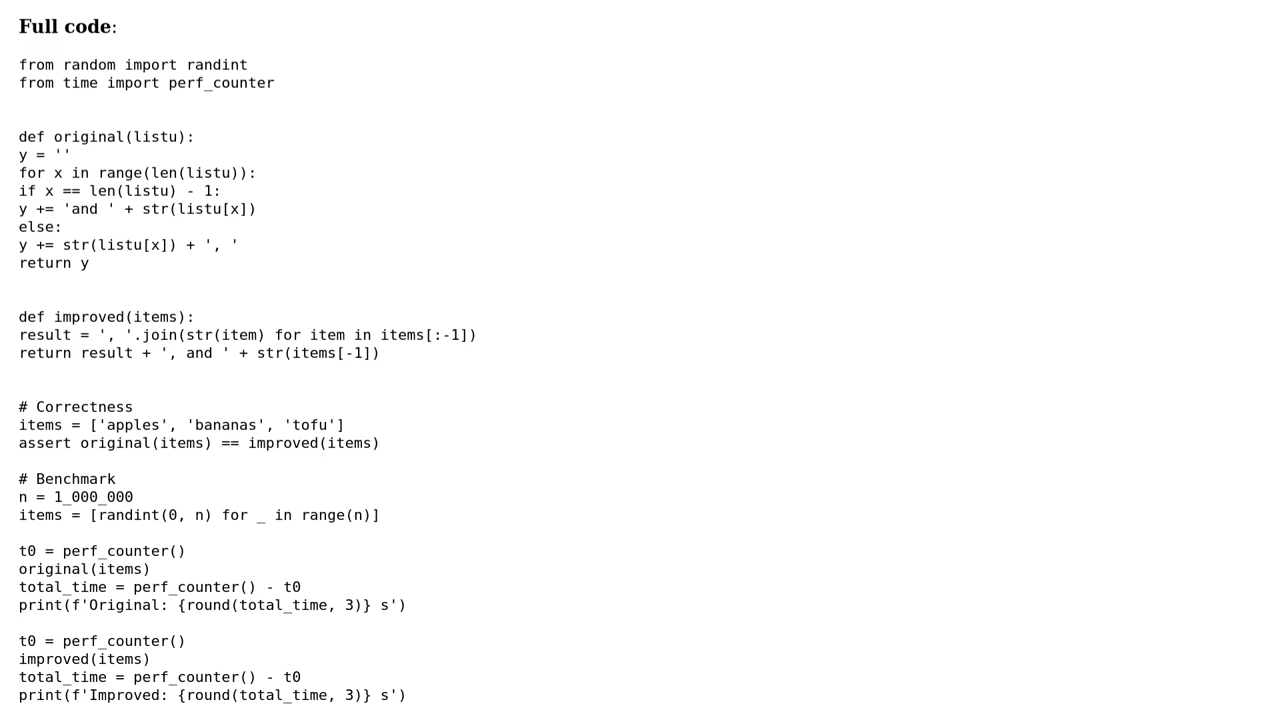 Full code:
from random import randint
from time import perf_counter
def original(listu):
y = ''
for x in range(len(listu)):
if x == len(listu) - 1:
y += 'and ' + str(listu[x])
else:
y += str(listu[x]) + ', '
return y
def improved(items):
result = ', '.join(str(item) for item in items[:-1])
return result + ', and ' + str(items[-1])
# Correctness
items = ['apples', 'bananas', 'tofu']
assert original(items) == improved(items)
# Benchmark
n = 1_000_000
items = [randint(0, n) for _ in range(n)]
t0 = perf_counter()
original(items)
total_time = perf_counter() - t0
print(f'Original: {round(total_time, 3)} s')
t0 = perf_counter()
improved(items)
total_time = perf_counter() - t0
print(f'Improved: {round(total_time, 3)} s')